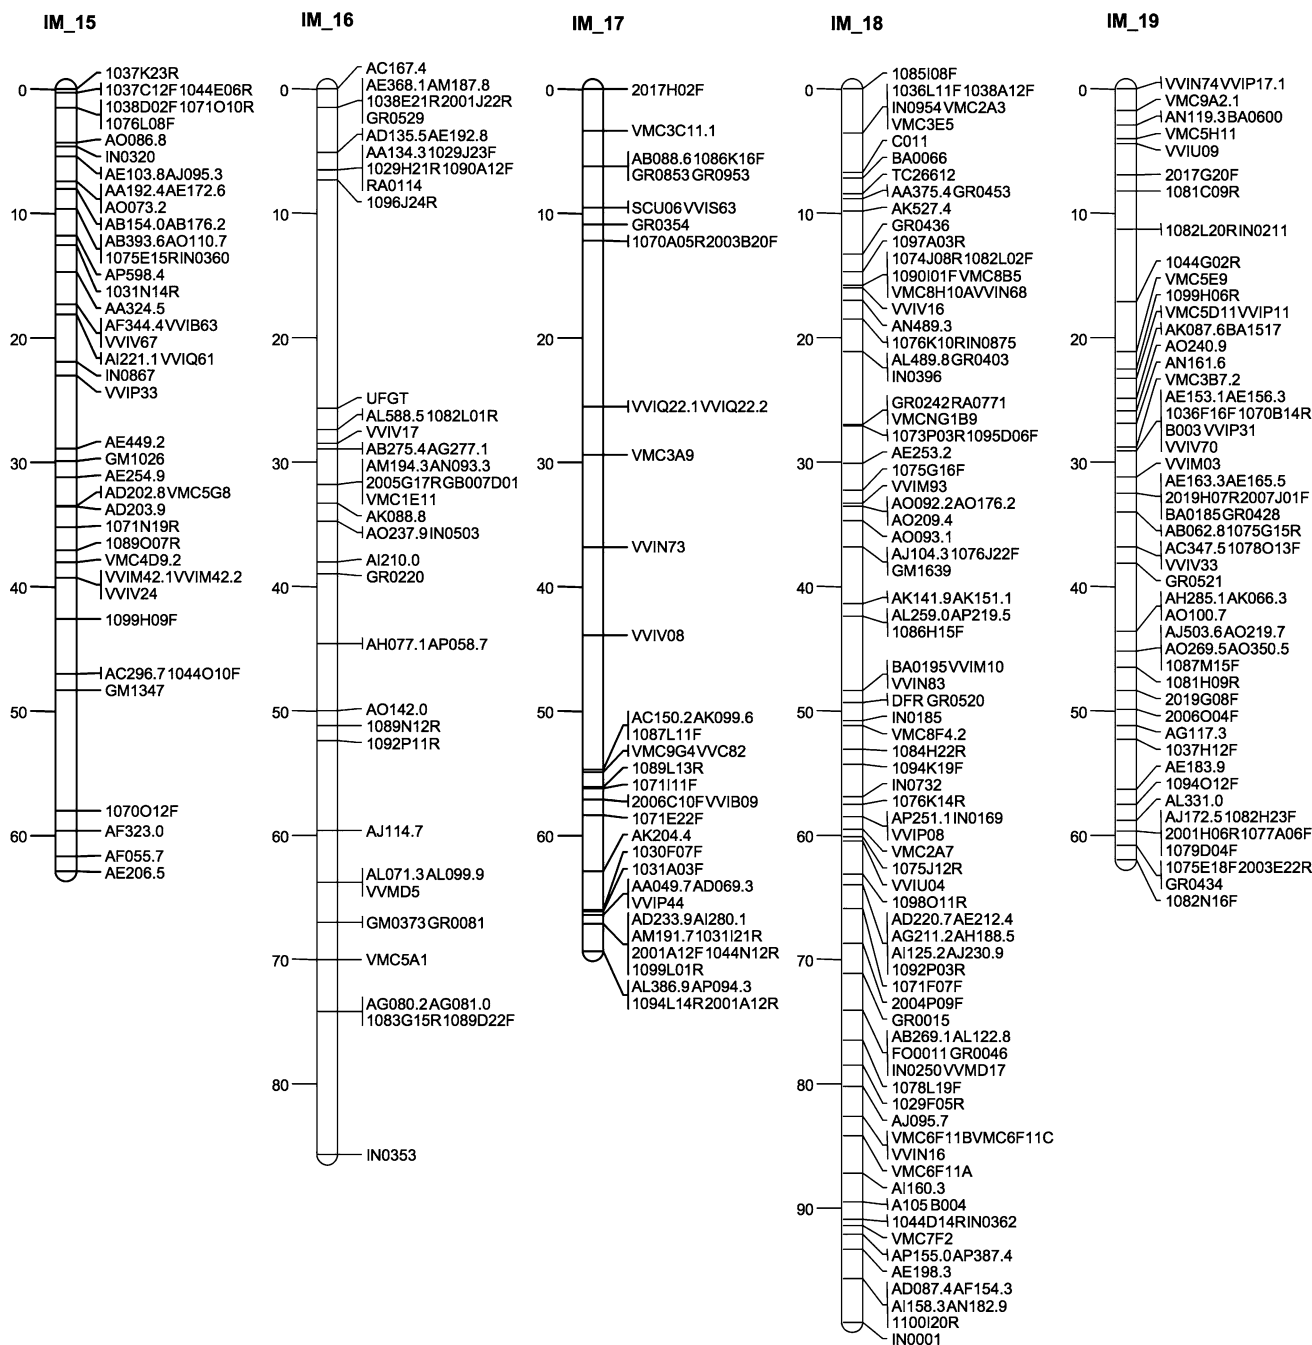 IM_15
0
10
20
30
40
50
60
1037K23R
1037C12F 1044E06R
1038D02F 1071O10R
1076L08F
AO086.8
IN0320
AE103.8 AJ095.3
AA192.4 AE172.6
AO073.2
AB154.0 AB176.2
AB393.6 AO110.7
1075E15R IN0360
AP598.4
1031N14R
AA324.5
AF344.4 VVIB63
VVIV67
AI221.1 VVIQ61
IN0867
VVIP33
AE449.2
GM1026
AE254.9
AD202.8 VMC5G8
AD203.9
1071N19R
1089O07R
VMC4D9.2
VVIM42.1 VVIM42.2
VVIV24
1099H09F
AC296.7 1044O10F
GM1347
1070O12F
AF323.0
AF055.7
AE206.5
IM_16
0
10
20
30
40
50
60
70
80
AC167.4
AE368.1 AM187.8
1038E21R 2001J22R
GR0529
AD135.5 AE192.8
AA134.3 1029J23F
1029H21R 1090A12F
RA0114
1096J24R
UFGT
AL588.5 1082L01R
VVIV17
AB275.4 AG277.1
AM194.3 AN093.3
2005G17R GB007D01
VMC1E11
AK088.8
AO237.9 IN0503
AI210.0
GR0220
AH077.1 AP058.7
AO142.0
1089N12R
1092P11R
AJ114.7
AL071.3 AL099.9
VVMD5
GM0373 GR0081
VMC5A1
AG080.2 AG081.0
1083G15R 1089D22F
IN0353
IM_17
0
10
20
30
40
50
60
70
2017H02F
VMC3C11.1
AB088.6 1086K16F
GR0853 GR0953
SCU06 VVIS63
GR0354
1070A05R 2003B20F
VVIQ22.1 VVIQ22.2
VMC3A9
VVIN73
VVIV08
AC150.2 AK099.6
1087L11F
VMC9G4 VVC82
1089L13R
1071I11F
2006C10F VVIB09
1071E22F
AK204.4
1030F07F
1031A03F
AA049.7 AD069.3
VVIP44
AD233.9 AI280.1
AM191.7 1031I21R
2001A12F 1044N12R
1099L01R
AL386.9 AP094.3
1094L14R 2001A12R
IM_18
0
10
20
30
40
50
60
70
80
90
1085I08F
1036L11F 1038A12F
IN0954 VMC2A3
VMC3E5
C011
BA0066
TC26612
AA375.4 GR0453
AK527.4
GR0436
1097A03R
1074J08R 1082L02F
1090I01F VMC8B5
VMC8H10A VVIN68
VVIV16
AN489.3
1076K10R IN0875
AL489.8 GR0403
IN0396
GR0242 RA0771
VMCNG1B9
1073P03R 1095D06F
AE253.2
1075G16F
VVIM93
AO092.2 AO176.2
AO209.4
AO093.1
AJ104.3 1076J22F
GM1639
AK141.9 AK151.1
AL259.0 AP219.5
1086H15F
BA0195 VVIM10
VVIN83
DFR GR0520
IN0185
VMC8F4.2
1084H22R
1094K19F
IN0732
1076K14R
AP251.1 IN0169
VVIP08
VMC2A7
1075J12R
VVIU04
1098O11R
AD220.7 AE212.4
AG211.2 AH188.5
AI125.2 AJ230.9
1092P03R
1071F07F
2004P09F
GR0015
AB269.1 AL122.8
FO0011 GR0046
IN0250 VVMD17
1078L19F
1029F05R
AJ095.7
VMC6F11B VMC6F11C
VVIN16
VMC6F11A
AI160.3
A105 B004
1044D14R IN0362
VMC7F2
AP155.0 AP387.4
AE198.3
AD087.4 AF154.3
AI158.3 AN182.9
1100I20R
IN0001
IM_19
0
10
20
30
40
50
60
VVIN74 VVIP17.1
VMC9A2.1
AN119.3 BA0600
VMC5H11
VVIU09
2017G20F
1081C09R
1082L20R IN0211
1044G02R
VMC5E9
1099H06R
VMC5D11 VVIP11
AK087.6 BA1517
AO240.9
AN161.6
VMC3B7.2
AE153.1 AE156.3
1036F16F 1070B14R
B003 VVIP31
VVIV70
VVIM03
AE163.3 AE165.5
2019H07R 2007J01F
BA0185 GR0428
AB062.8 1075G15R
AC347.5 1078O13F
VVIV33
GR0521
AH285.1 AK066.3
AO100.7
AJ503.6 AO219.7
AO269.5 AO350.5
1087M15F
1081H09R
2019G08F
2006O04F
AG117.3
1037H12F
AE183.9
1094O12F
AL331.0
AJ172.5 1082H23F
2001H06R 1077A06F
1079D04F
1075E18F 2003E22R
GR0434
1082N16F